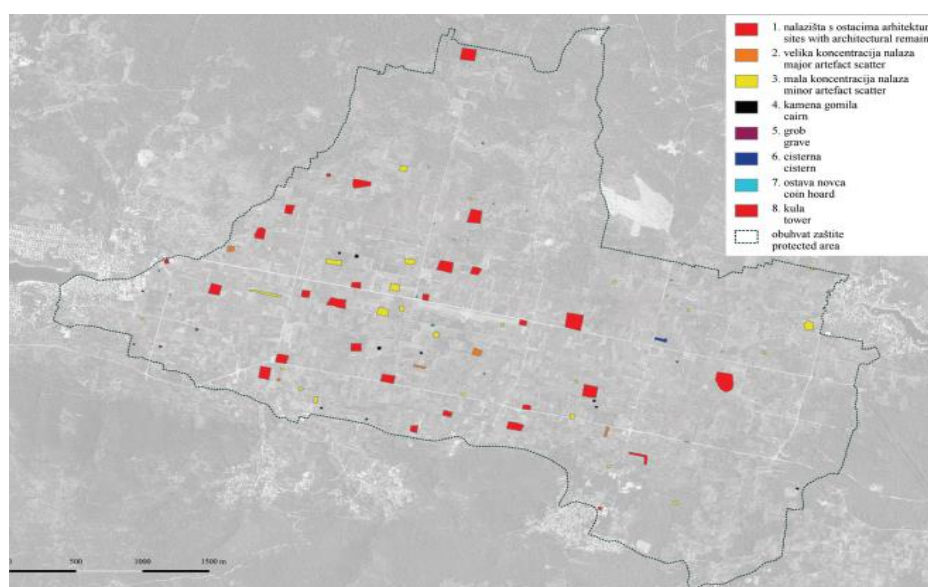 1. nalazišta s ostacima arhitektur
sites with architectural remain
2. velika koncentracija nalaza
major artefact scatter
3. mala koncentracija nalaza
minor artefact scatter
4. kamena gomila
cairn
5. grob
grave
6. cisterna
cistern
7. ostava novca
coin hoard
8. kula
tower
obuhvat zaštite
protected area
0 500 1000 1500 m